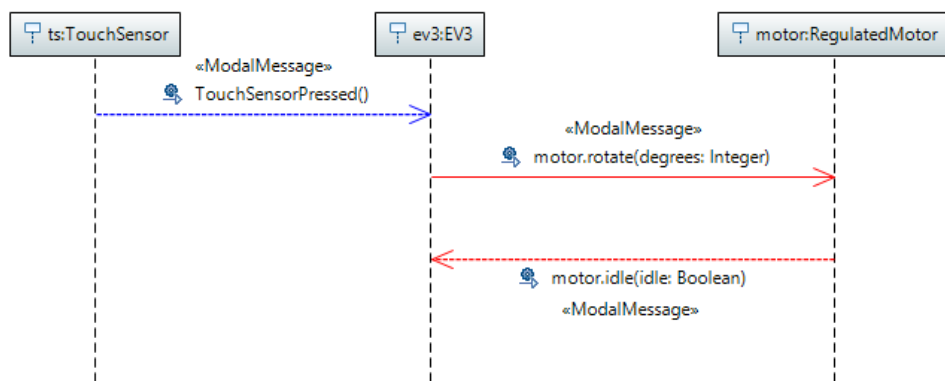 ts:TouchSensor
ev3:EV3
motor:RegulatedMotor
«ModalMessage»
TouchSensorPressed()
«ModalMessage»
motor.rotate(degrees: Integer)
motor.idle(idle: Boolean)
«ModalMessage»